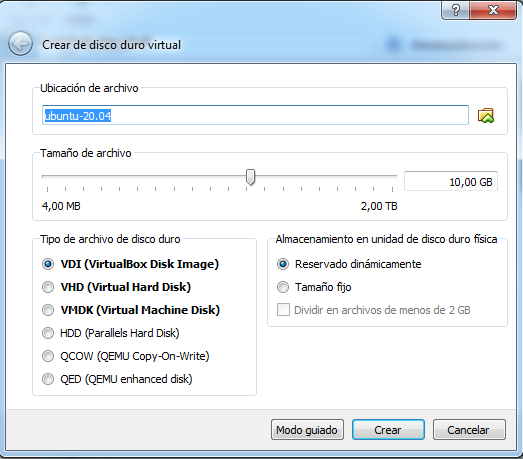 Crear de disco duro virtual
Ubicación de archivo
ubuntu-20.04
Tamaño de archivo
10,00 GB
4,00 MB 2,00 TB
Tipo de archivo de disco duro
VDI (VirtualBox Disk Image)
VHD (Virtual Hard Disk)
VMDK (Virtual Machine Disk)
HDD (Parallels Hard Disk)
QCOW (QEMU Copy-On-Write)
QED (QEMU enhanced disk)
Almacenamiento en unidad de disco duro física
Reservado dinámicamente
Tamaño fijo
Dividir en archivos de menos de 2 GB
Modo guiado Crear Cancelar